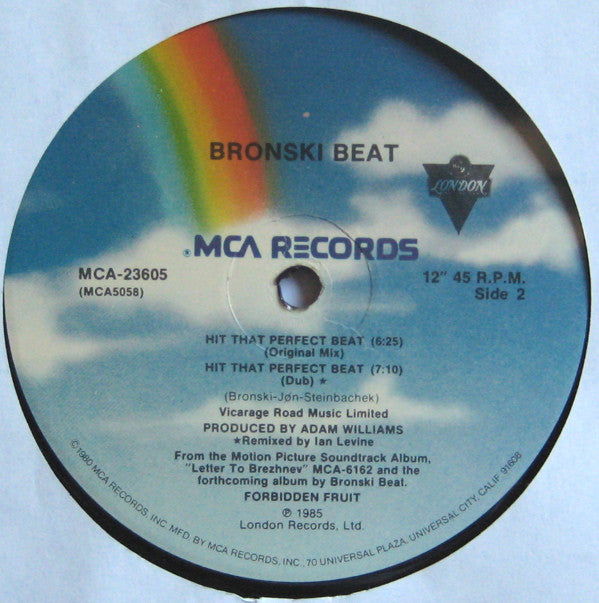 BRONSKI BEAT
LONDON
® MCA RECORDS
MCA-23605
(MCA5058)
12" 45 R.P.M.
Side 2
HIT THAT PERFECT BEAT (6:25)
(Original Mix)
HIT THAT PERFECT BEAT (7:10)
(Dub) ★
(Bronski-Jøn-Steinbachek)
Vicarage Road Music Limited
PRODUCED BY ADAM WILLIAMS
★Remixed by Ian Levine
From the Motion Picture Soundtrack Album,
"Letter To Brezhnev" MCA-6162 and the
forthcoming album by Bronski Beat.
FORBIDDEN FRUIT
℗ 1985
London Records, Ltd.
©1980 MCA RECORDS, INC. MFD. BY MCA RECORDS, INC., 70 UNIVERSAL PLAZA, UNIVERSAL CITY, CALIF. 91608